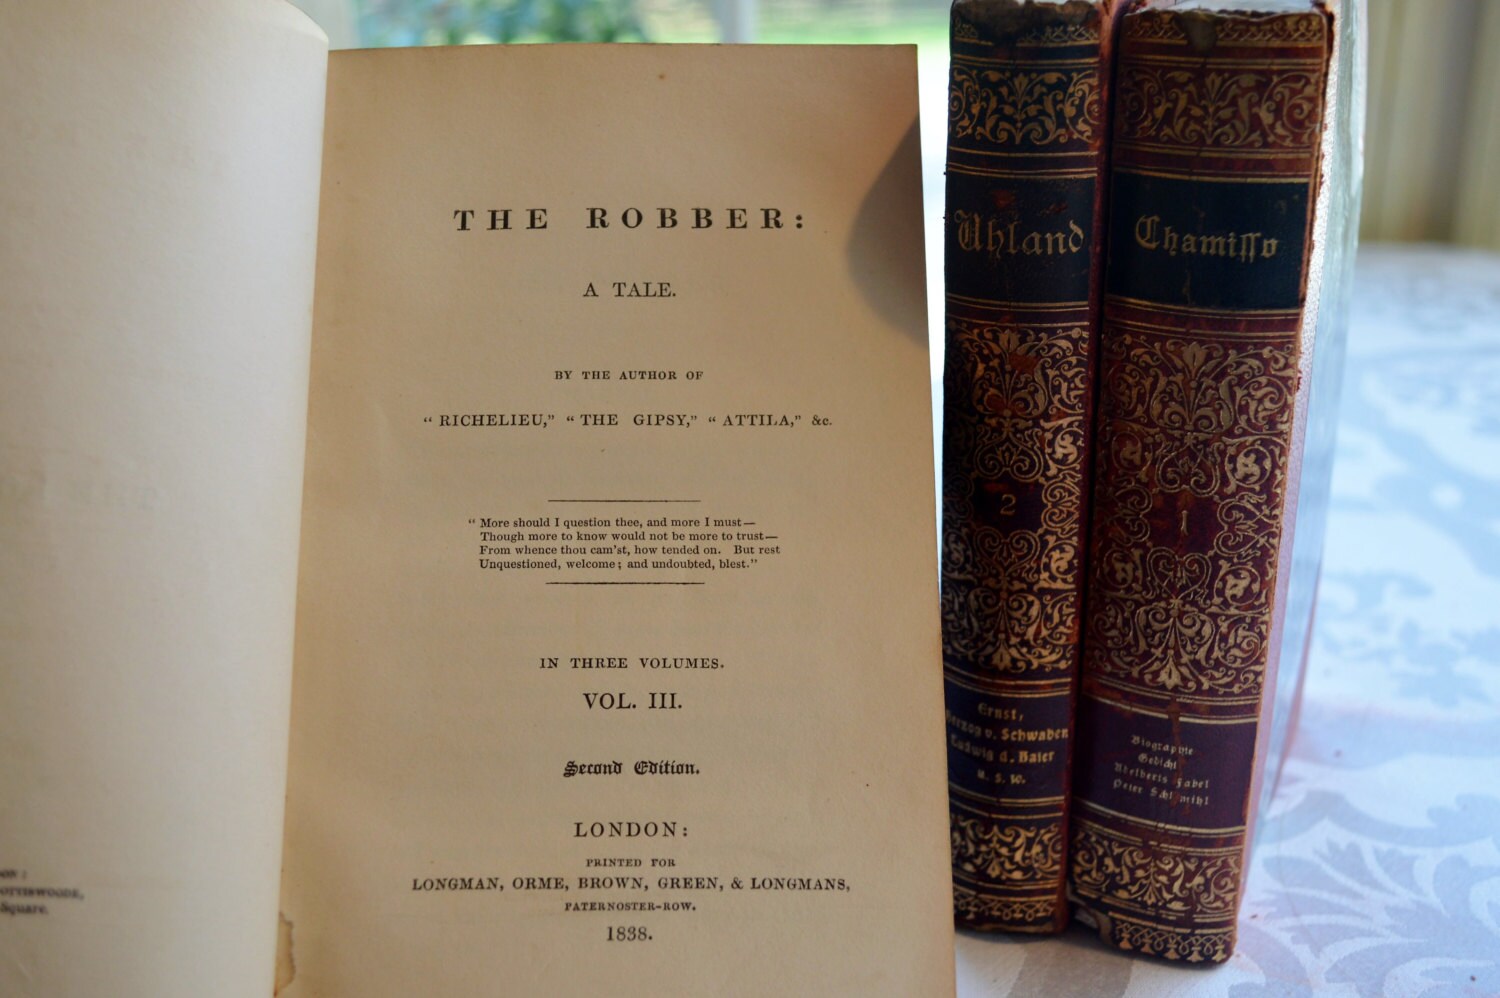 THE ROBBER:
A TALE.
BY THE AUTHOR OF
“ RICHELIEU,” “ THE GIPSY,” “ ATTILA,” &c.
“ More should I question thee, and more I must—
Though more to know would not be more to trust—
From whence thou cam'st, how tended on. But rest
Unquestioned, welcome; and undoubted, blest.”
IN THREE VOLUMES.
VOL. III.
Second Edition.
LONDON:
PRINTED FOR
LONGMAN, ORME, BROWN, GREEN, & LONGMANS,
PATERNOSTER-ROW.
1838.
Square.
Uhland
2
Ernst,
Herzog v. Schwaben
Ludwig d. Baier
u. s. w.
Chamisso
1
Biographie
Gedicht
Adelberts Fabel
Peter Schlemihl